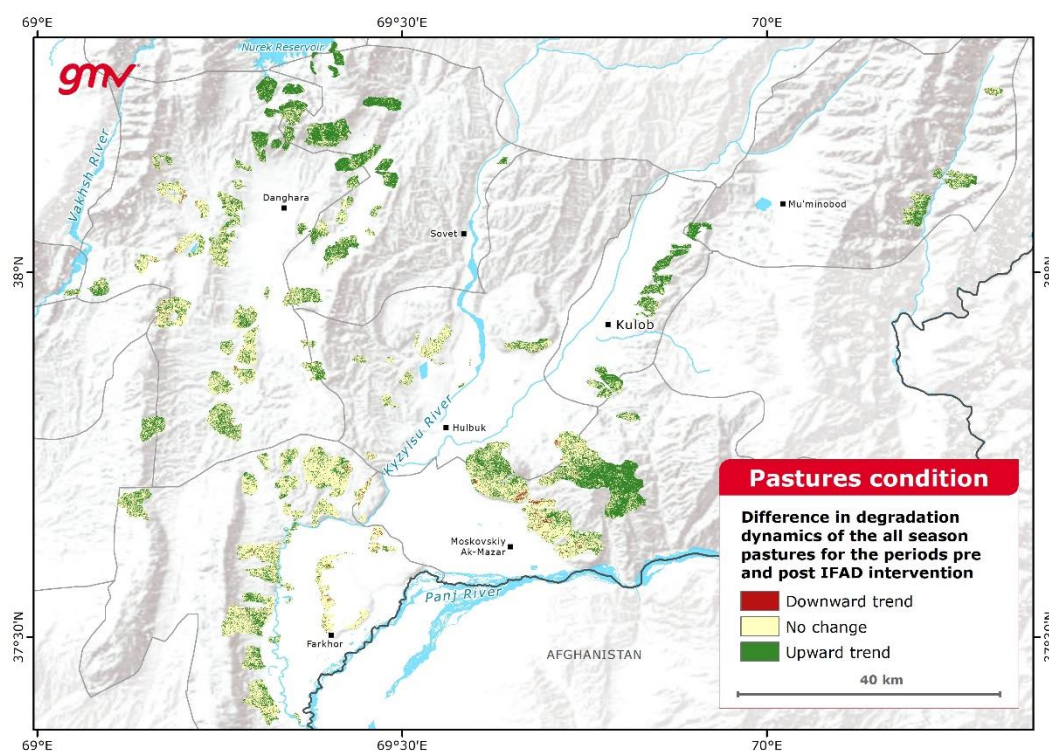 69°E
69°30'E
70°E
Nurek Reservoir
gmv
Vakhsh River
Danghara
Mu'minobod
Sovet
38°N
38°N
Kulob
Kyzylsu River
Hulbuk
Moskovskiy
Ak-Mazar
Panj River
Farkhor
AFGHANISTAN
37°30'N
37°30'N
Pastures condition
Difference in degradation
dynamics of the all season
pastures for the periods pre
and post IFAD intervention
Downward trend
No change
Upward trend
40 km
69°E
69°30'E
70°E